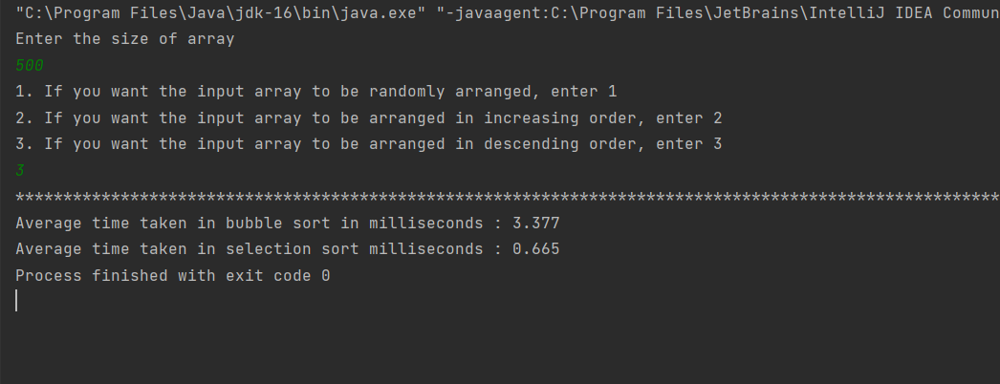 "C:\Program Files\Java\jdk-16\bin\java.exe" "-javaagent:C:\Program Files\JetBrains\IntelliJ IDEA Commun
Enter the size of array
500
1. If you want the input array to be randomly arranged, enter 1
2. If you want the input array to be arranged in increasing order, enter 2
3. If you want the input array to be arranged in descending order, enter 3
3
*******************************************************************************************************
Average time taken in bubble sort in milliseconds : 3.377
Average time taken in selection sort milliseconds : 0.665
Process finished with exit code 0